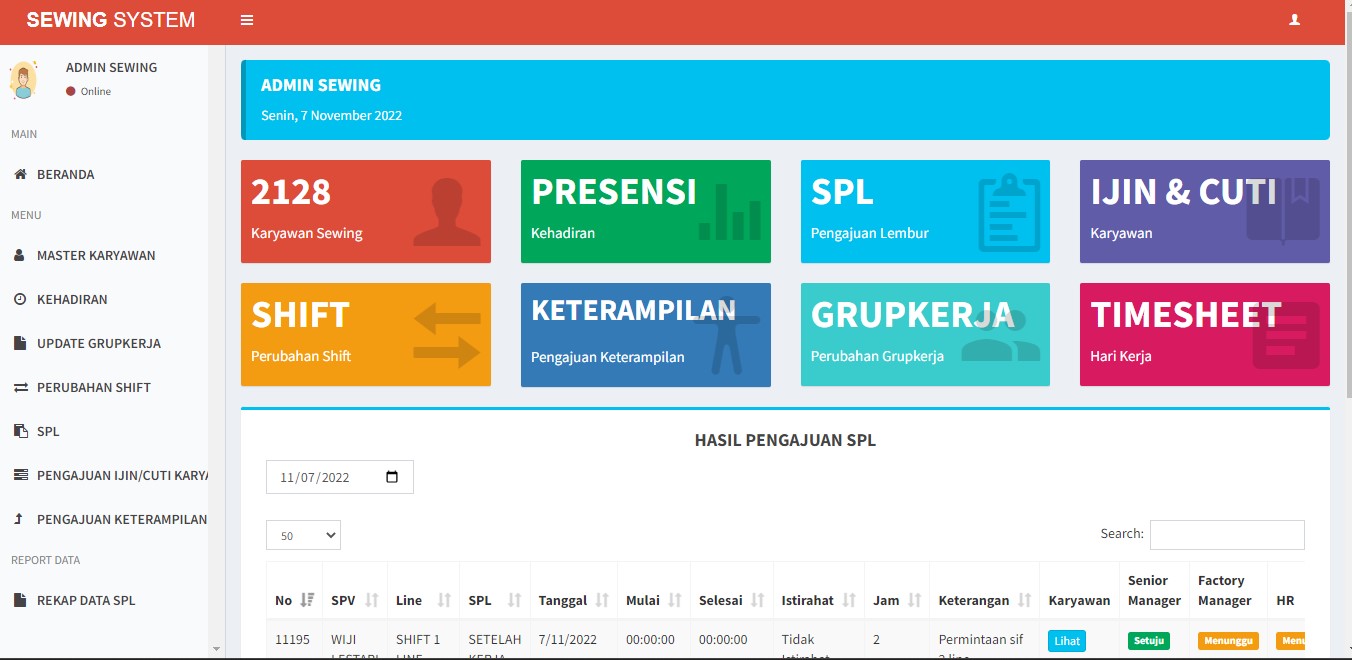 SEWING SYSTEM
ADMIN SEWING
Online
MAIN
BERANDA
MENU
MASTER KARYAWAN
KEHADIRAN
UPDATE GRUPKERJA
PERUBAHAN SHIFT
SPL
PENGAJUAN IJIN/CUTI KARYA
PENGAJUAN KETERAMPILAN
REPORT DATA
REKAP DATA SPL
ADMIN SEWING
Senin, 7 November 2022
2128
Karyawan Sewing
PRESENSI
Kehadiran
SPL
Pengajuan Lembur
IJIN & CUTI
Karyawan
SHIFT
Perubahan Shift
KETERAMPILAN
Pengajuan Keterampilan
GRUPKERJA
Perubahan Grupkerja
TIMESHEET
Hari Kerja
HASIL PENGAJUAN SPL
11/07/2022
50
Search:
No SPV Line SPL Tanggal Mulai Selesai Istirahat Jam Keterangan Karyawan Senior Manager Factory Manager HR
11195 WIJI SHIFT 1 SETELAH 7/11/2022 00:00:00 00:00:00 Tidak 2 Permintaan sif Lihat Setuju Menunggu Menu
LESTARI LINE KERJA Istirahat 2 line